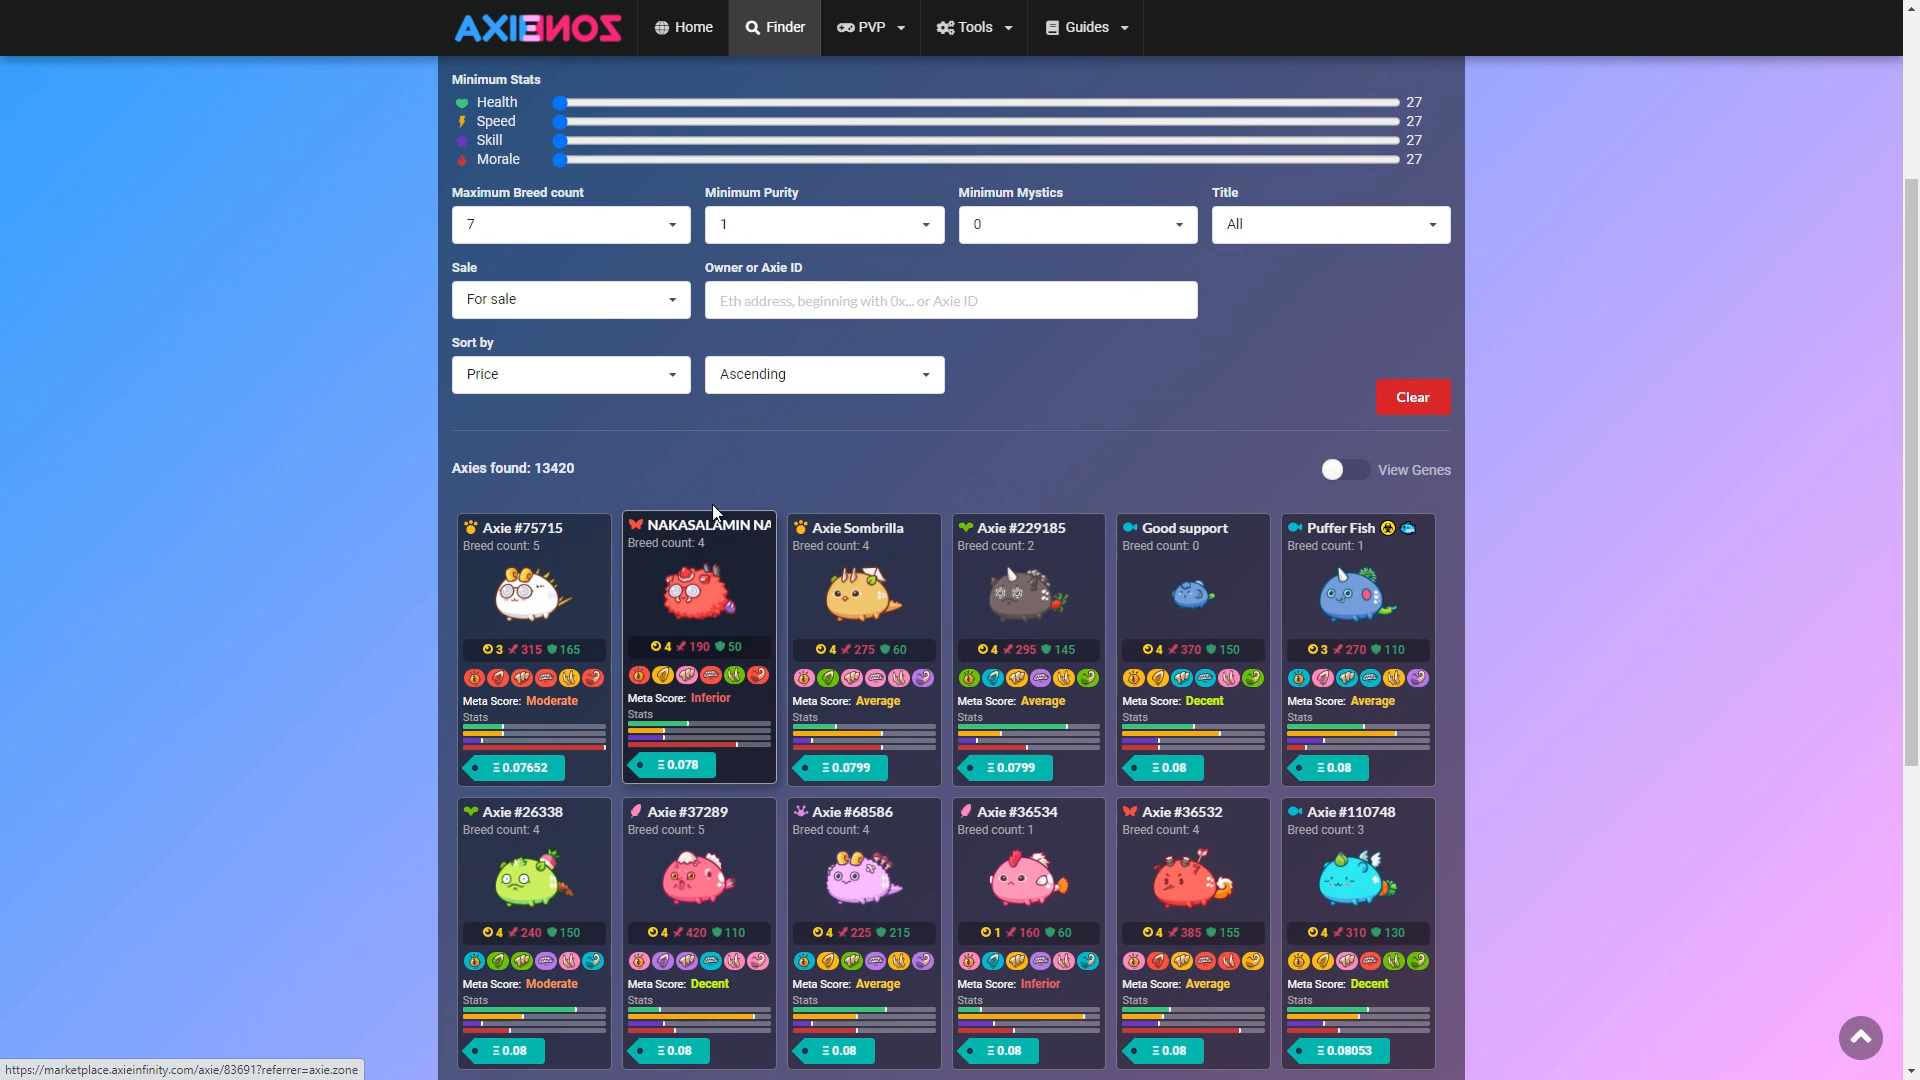 AXIEZONE
Home
Finder
PVP
Tools
Guides
Minimum Stats
Health 27
Speed 27
Skill 27
Morale 27
Maximum Breed count Minimum Purity Minimum Mystics Title
7 1 0 All
Sale Owner or Axie ID
For sale Eth address, beginning with 0x... or Axie ID
Sort by
Price Ascending
Clear
Axies found: 13420 View Genes
Axie #75715
Breed count: 5
3 315 165
Meta Score: Moderate
Stats
Ξ 0.07652
NAKASALAMIN NA
Breed count: 4
4 190 50
Meta Score: Inferior
Stats
Ξ 0.078
Axie Sombrilla
Breed count: 4
4 275 60
Meta Score: Average
Stats
Ξ 0.0799
Axie #229185
Breed count: 2
4 295 145
Meta Score: Average
Stats
Ξ 0.0799
Good support
Breed count: 0
4 370 150
Meta Score: Decent
Stats
Ξ 0.08
Puffer Fish
Breed count: 1
3 270 110
Meta Score: Average
Stats
Ξ 0.08
Axie #26338
Breed count: 4
4 240 150
Meta Score: Moderate
Stats
Ξ 0.08
Axie #37289
Breed count: 5
4 420 110
Meta Score: Decent
Stats
Ξ 0.08
Axie #68586
Breed count: 4
4 225 215
Meta Score: Average
Stats
Ξ 0.08
Axie #36534
Breed count: 1
1 160 60
Meta Score: Inferior
Stats
Ξ 0.08
Axie #36532
Breed count: 4
4 385 155
Meta Score: Average
Stats
Ξ 0.08
Axie #110748
Breed count: 3
4 310 130
Meta Score: Decent
Stats
Ξ 0.08053
https://marketplace.axieinfinity.com/axie/83691?referrer=axie.zone